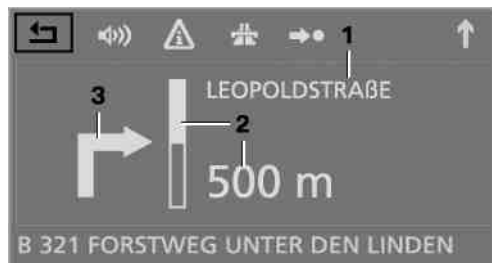 1
LEOPOLDSTRAßE
3
2
500 m
B 321 FORSTWEG UNTER DEN LINDEN